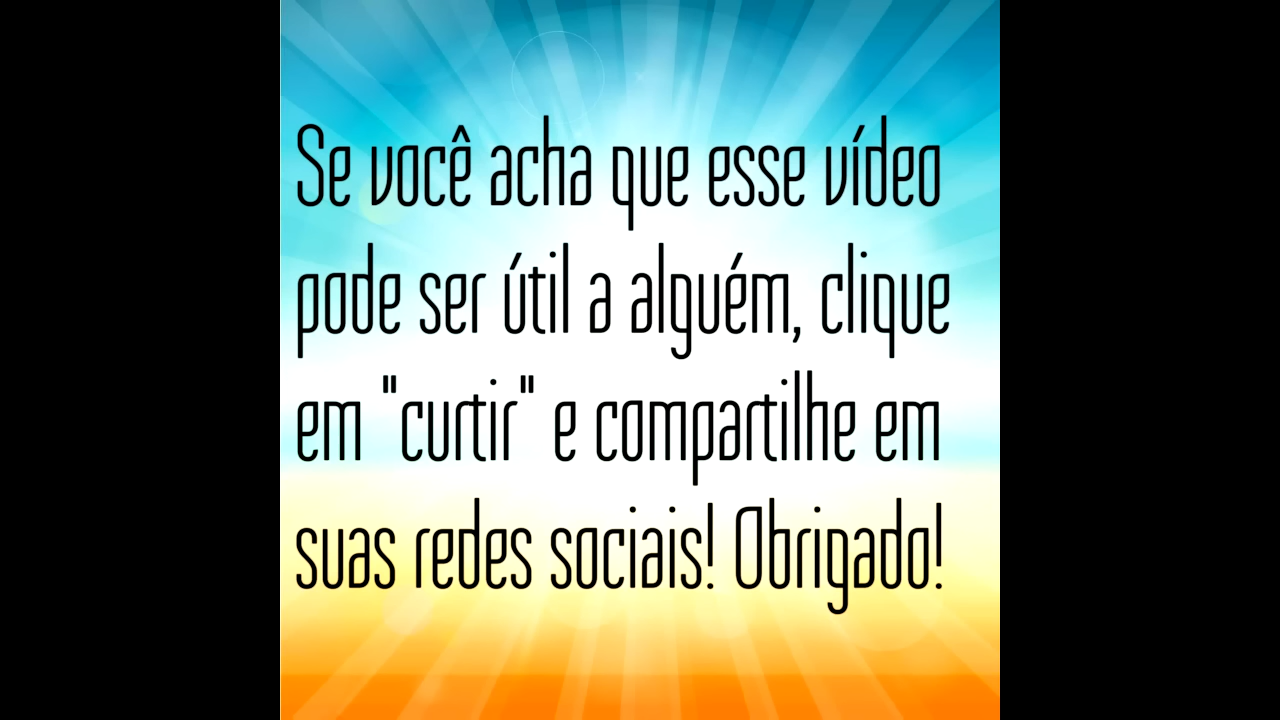 Se você acha que esse vídeo
pode ser útil a alguém, clique
em "curtir" e compartilhe em
suas redes sociais! Obrigado!